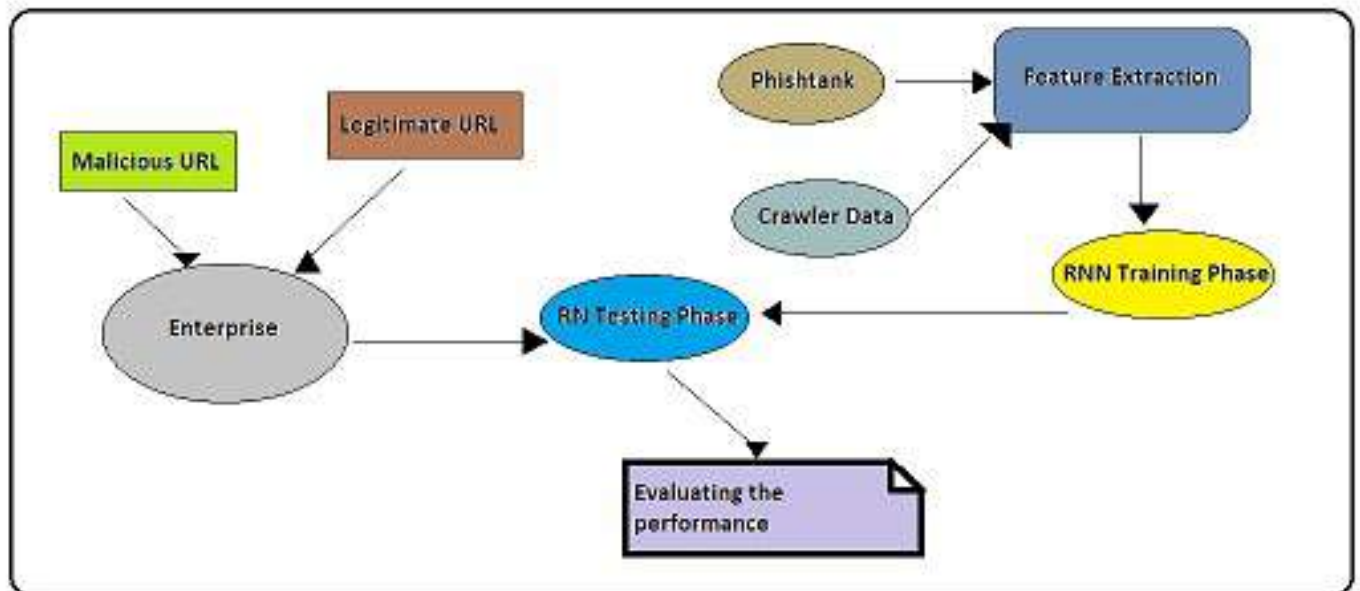 Phishtank
Feature Extraction
Legitimate URL
Malicious URL
Crawler Data
RNN Training Phase
RN Testing Phase
Enterprise
Evaluating the
performance